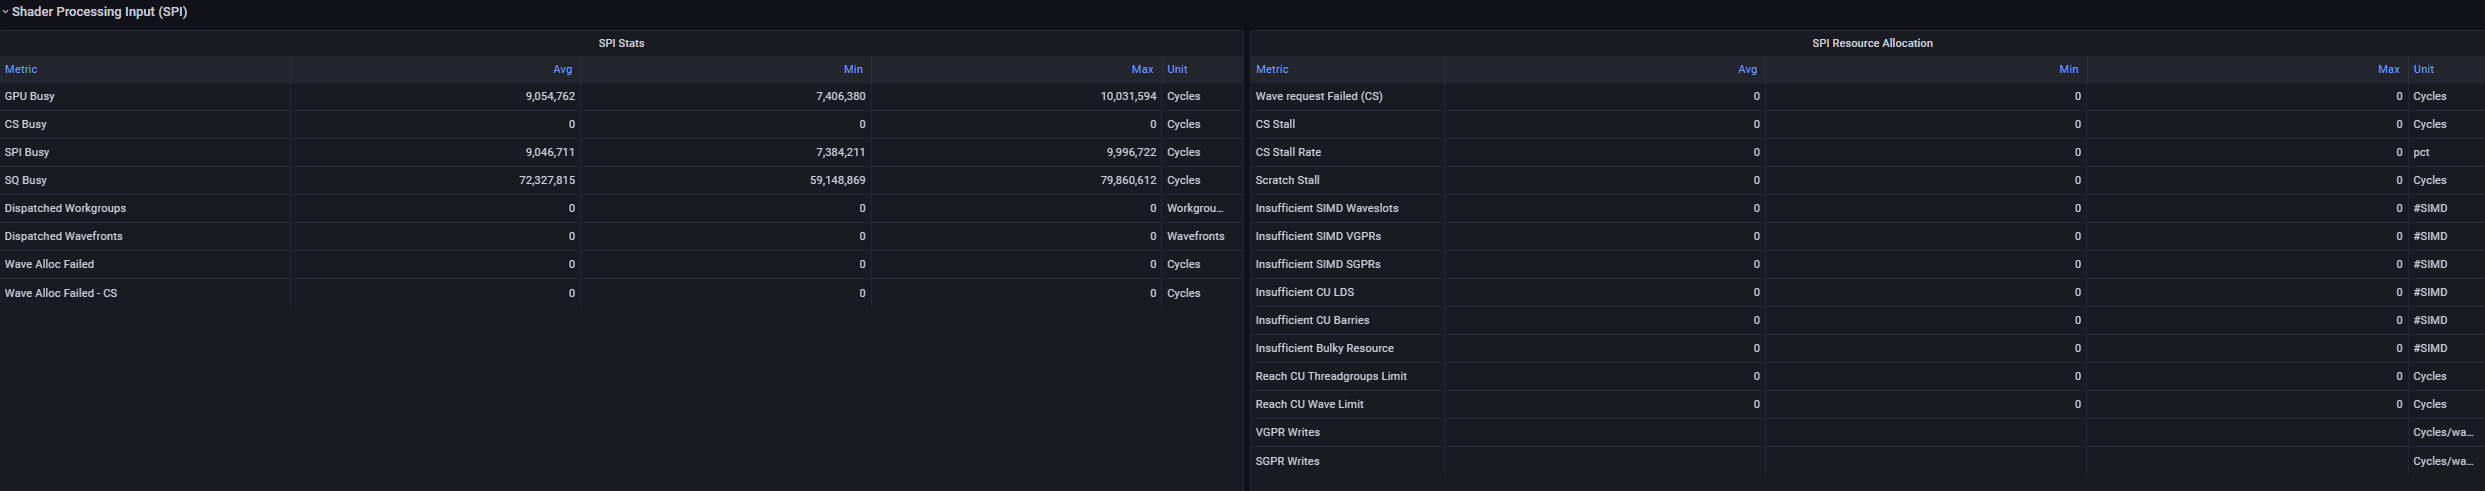 Shader Processing Input (SPI)
SPI Stats
Metric Avg Min Max Unit
GPU Busy 9,054,762 7,406,380 10,031,594 Cycles
CS Busy 0 0 0 Cycles
SPI Busy 9,046,711 7,384,211 9,996,722 Cycles
SQ Busy 72,327,815 59,148,869 79,860,612 Cycles
Dispatched Workgroups 0 0 0 Workgrou...
Dispatched Wavefronts 0 0 0 Wavefronts
Wave Alloc Failed 0 0 0 Cycles
Wave Alloc Failed - CS 0 0 0 Cycles
SPI Resource Allocation
Metric Avg Min Max Unit
Wave request Failed (CS) 0 0 0 Cycles
CS Stall 0 0 0 Cycles
CS Stall Rate 0 0 0 pct
Scratch Stall 0 0 0 Cycles
Insufficient SIMD Waveslots 0 0 0 #SIMD
Insufficient SIMD VGPRs 0 0 0 #SIMD
Insufficient SIMD SGPRs 0 0 0 #SIMD
Insufficient CU LDS 0 0 0 #SIMD
Insufficient CU Barries 0 0 0 #SIMD
Insufficient Bulky Resource 0 0 0 #SIMD
Reach CU Threadgroups Limit 0 0 0 Cycles
Reach CU Wave Limit 0 0 0 Cycles
VGPR Writes Cycles/wa...
SGPR Writes Cycles/wa...